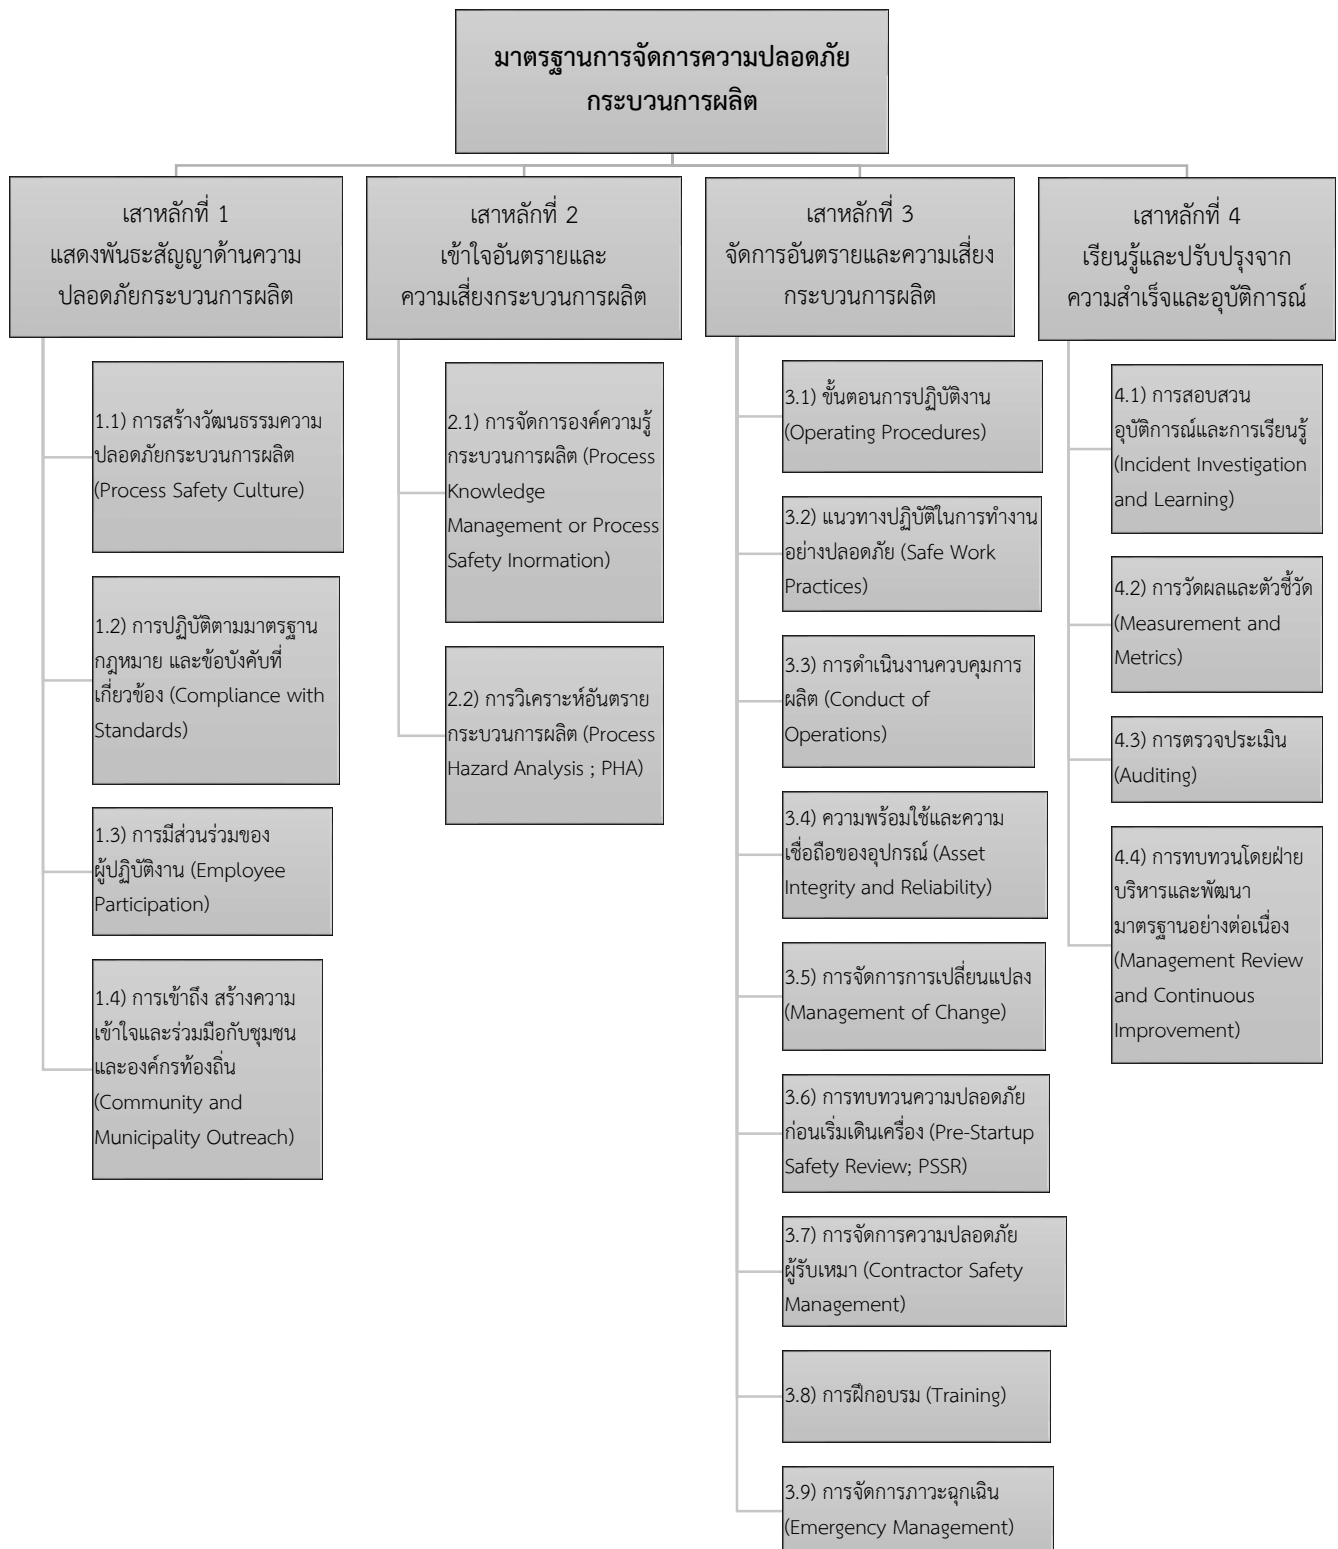 มาตรฐานการจัดการความปลอดภัย
กระบวนการผลิต
เสาหลักที่ 1
แสดงพันธะสัญญาด้านความ
ปลอดภัยกระบวนการผลิต
1.1) การสร้างวัฒนธรรมความ
ปลอดภัยกระบวนการผลิต
(Process Safety Culture)
1.2) การปฏิบัติตามมาตรฐาน
กฎหมาย และข้อบังคับที่
เกี่ยวข้อง (Compliance with
Standards)
1.3) การมีส่วนร่วมของ
ผู้ปฏิบัติงาน (Employee
Participation)
1.4) การเข้าถึง สร้างความ
เข้าใจและร่วมมือกับชุมชน
และองค์กรท้องถิ่น
(Community and
Municipality Outreach)
เสาหลักที่ 2
เข้าใจอันตรายและ
ความเสี่ยงกระบวนการผลิต
2.1) การจัดการองค์ความรู้
กระบวนการผลิต (Process
Knowledge
Management or Process
Safety Inormation)
2.2) การวิเคราะห์อันตราย
กระบวนการผลิต (Process
Hazard Analysis ; PHA)
เสาหลักที่ 3
จัดการอันตรายและความเสี่ยง
กระบวนการผลิต
3.1) ขั้นตอนการปฏิบัติงาน
(Operating Procedures)
3.2) แนวทางปฏิบัติในการทำงาน
อย่างปลอดภัย (Safe Work
Practices)
3.3) การดำเนินงานควบคุมการ
ผลิต (Conduct of
Operations)
3.4) ความพร้อมใช้และความ
เชื่อถือของอุปกรณ์ (Asset
Integrity and Reliability)
3.5) การจัดการการเปลี่ยนแปลง
(Management of Change)
3.6) การทบทวนความปลอดภัย
ก่อนเริ่มเดินเครื่อง (Pre-Startup
Safety Review; PSSR)
3.7) การจัดการความปลอดภัย
ผู้รับเหมา (Contractor Safety
Management)
3.8) การฝึกอบรม (Training)
3.9) การจัดการภาวะฉุกเฉิน
(Emergency Management)
เสาหลักที่ 4
เรียนรู้และปรับปรุงจาก
ความสำเร็จและอุบัติการณ์
4.1) การสอบสวน
อุบัติการณ์และการเรียนรู้
(Incident Investigation
and Learning)
4.2) การวัดผลและตัวชี้วัด
(Measurement and
Metrics)
4.3) การตรวจประเมิน
(Auditing)
4.4) การทบทวนโดยฝ่าย
บริหารและพัฒนา
มาตรฐานอย่างต่อเนื่อง
(Management Review
and Continuous
Improvement)